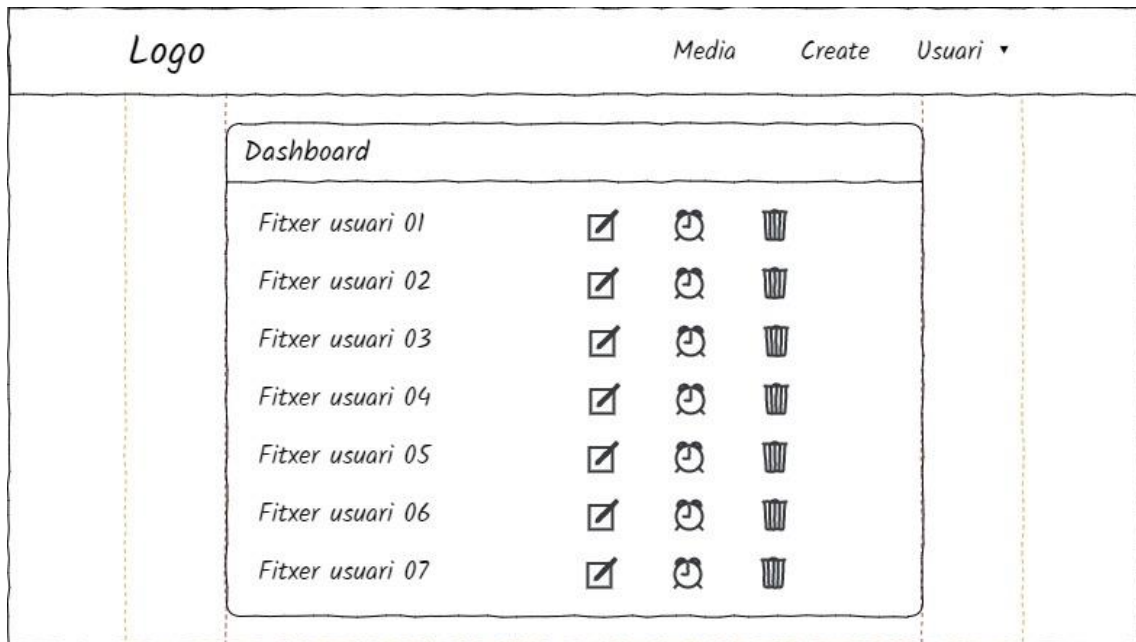 Logo Media Create Usuari ▾
Dashboard
Fitxer usuari 01
Fitxer usuari 02
Fitxer usuari 03
Fitxer usuari 04
Fitxer usuari 05
Fitxer usuari 06
Fitxer usuari 07